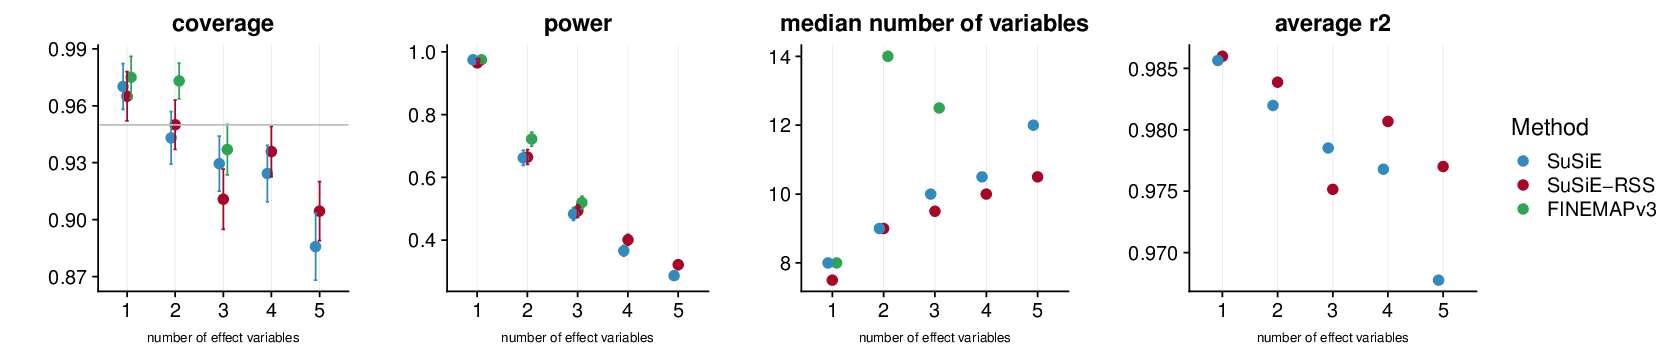 coverage
0.99
0.96
0.93
0.90
0.87
1 2 3 4 5
number of effect variables
power
1.0
0.8
0.6
0.4
1 2 3 4 5
number of effect variables
median number of variables
14
12
10
8
1 2 3 4 5
number of effect variables
average r2
0.985
0.980
0.975
0.970
1 2 3 4 5
number of effect variables
Method
SuSiE
SuSiE−RSS
FINEMAPv3